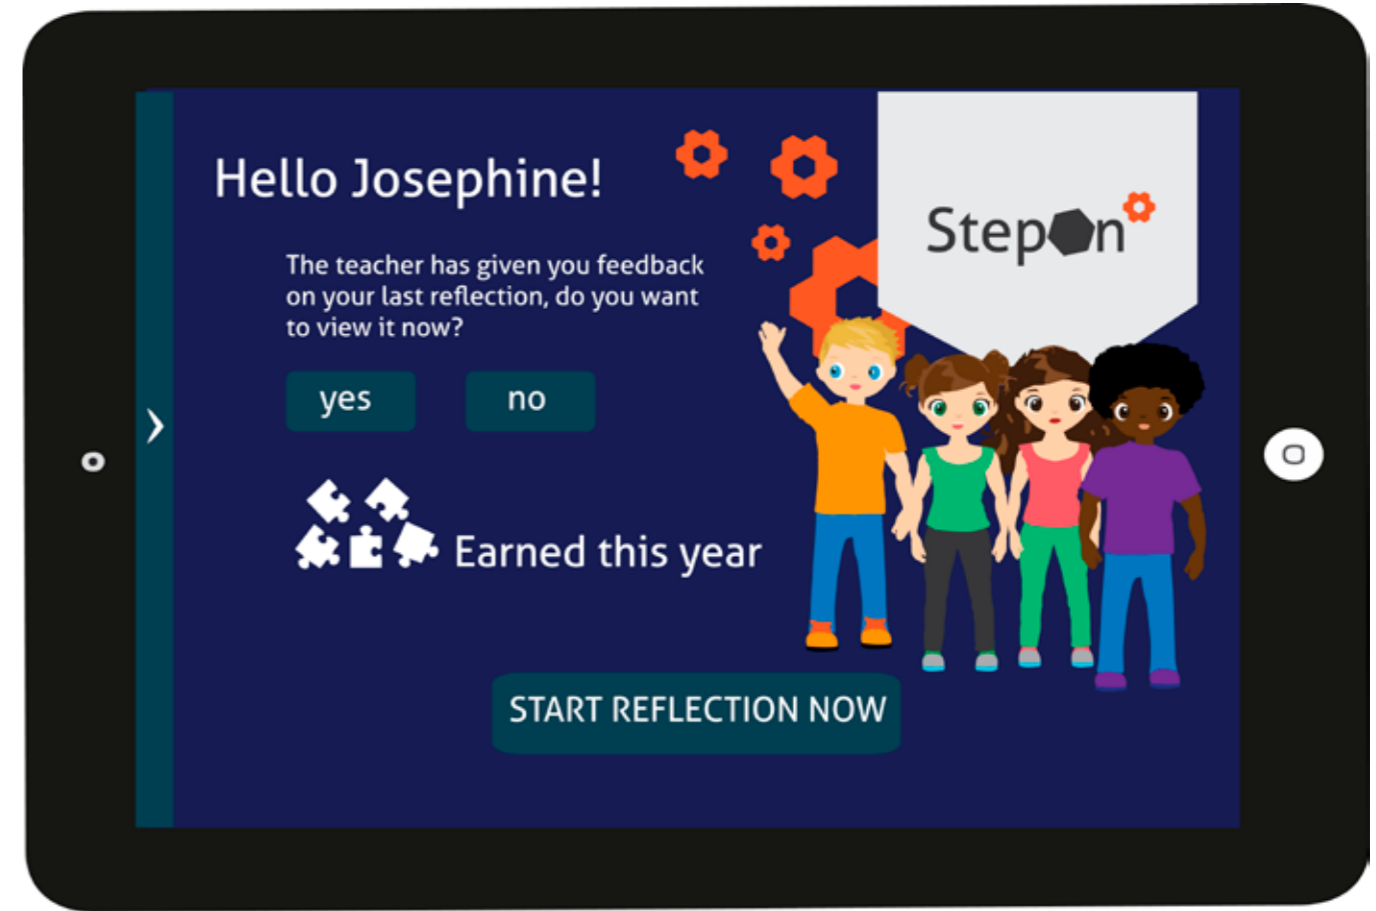 Hello Josephine!
StepOn
The teacher has given you feedback
on your last reflection, do you want
to view it now?
yes
no
Earned this year
START REFLECTION NOW